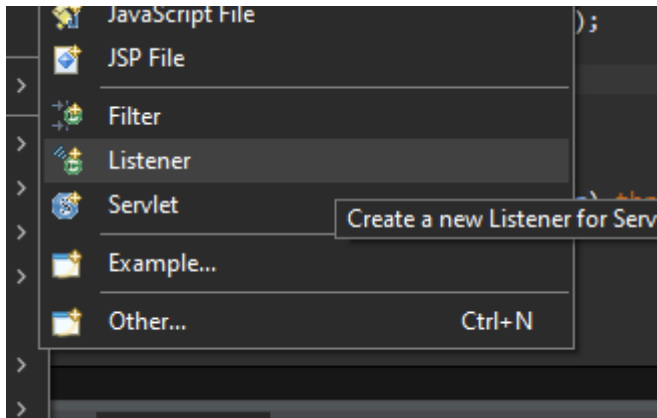 JavaScript File
);
JSP File
Filter
Listener
Servlet
Create a new Listener for Serv
Example...
Other... Ctrl+N